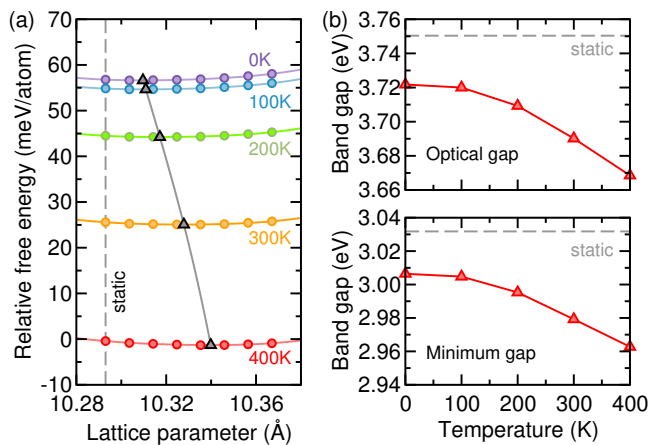 (a)
70
60
50
40
30
20
10
0
-10
Relative free energy (meV/atom)
0K
100K
200K
300K
400K
static
10.28
10.32
10.36
Lattice parameter (Å)
(b)
3.76
3.74
3.72
3.70
3.68
3.66
Band gap (eV)
static
Optical gap
3.04
3.02
3.00
2.98
2.96
2.94
Band gap (eV)
static
Minimum gap
0
100
200
300
400
Temperature (K)